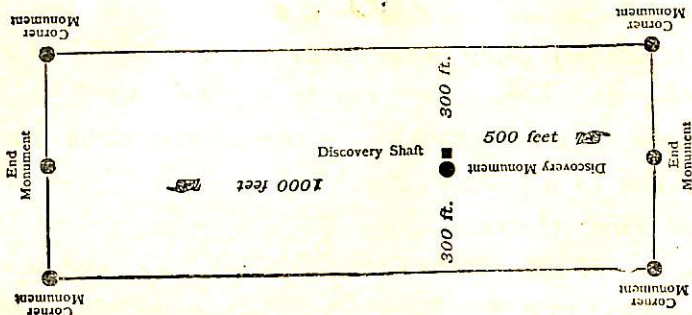 Corner
Monument
Corner
Monument
300 ft.
500 feet
Discovery Shaft
End
Monument
Discovery Monument
End
Monument
1000 feet
300 ft.
Corner
Monument
Corner
Monument